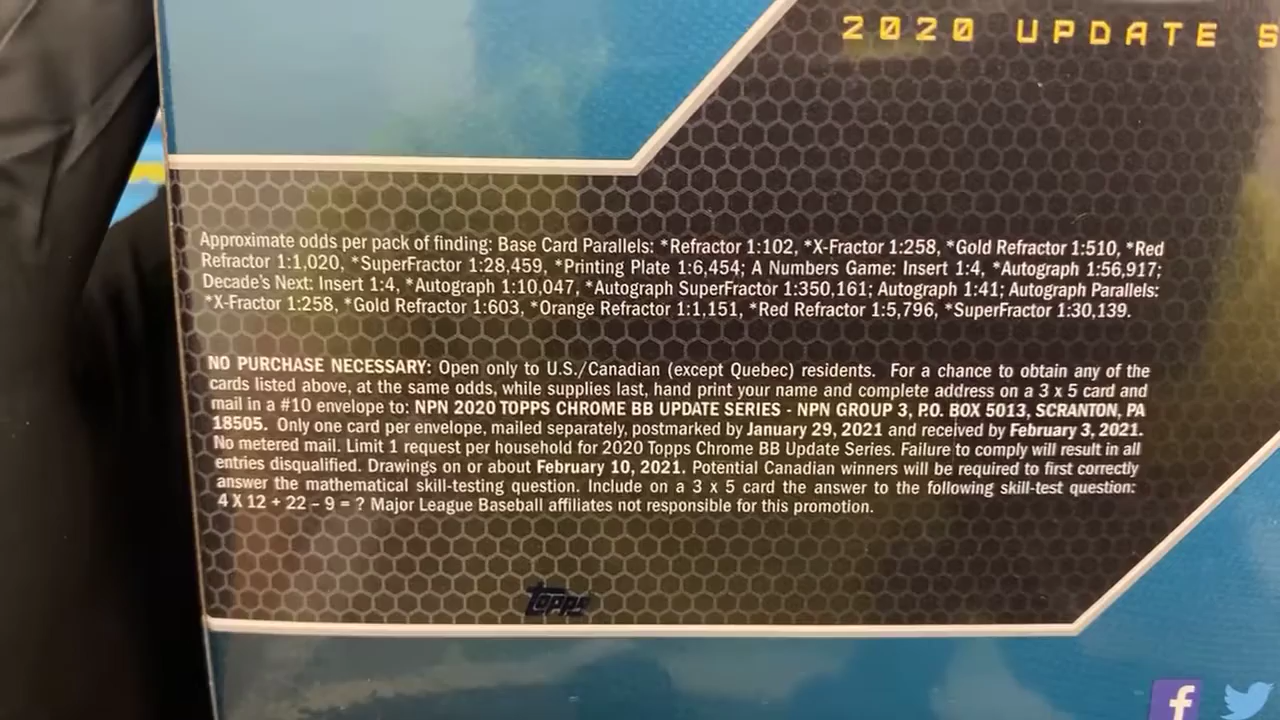 2020 UPDATE S
Approximate odds per pack of finding: Base Card Parallels: *Refractor 1:102, *X-Fractor 1:258, *Gold Refractor 1:510, *Red
Refractor 1:1,020, *SuperFractor 1:28,459, *Printing Plate 1:6,454; A Numbers Game: Insert 1:4, *Autograph 1:56,917;
Decade's Next: Insert 1:4, *Autograph 1:10,047, *Autograph SuperFractor 1:350,161; Autograph 1:41; Autograph Parallels:
*X-Fractor 1:258, *Gold Refractor 1:603, *Orange Refractor 1:1,151, *Red Refractor 1:5,796, *SuperFractor 1:30,139.
NO PURCHASE NECESSARY: Open only to U.S./Canadian (except Quebec) residents. For a chance to obtain any of the
cards listed above, at the same odds, while supplies last, hand print your name and complete address on a 3 x 5 card and
mail in a #10 envelope to: NPN 2020 TOPPS CHROME BB UPDATE SERIES - NPN GROUP 3, P.O. BOX 5013, SCRANTON, PA
18505. Only one card per envelope, mailed separately, postmarked by January 29, 2021 and received by February 3, 2021.
No metered mail. Limit 1 request per household for 2020 Topps Chrome BB Update Series. Failure to comply will result in all
entries disqualified. Drawings on or about February 10, 2021. Potential Canadian winners will be required to first correctly
answer the mathematical skill-testing question. Include on a 3 x 5 card the answer to the following skill-test question:
4 X 12 + 22 – 9 = ? Major League Baseball affiliates not responsible for this promotion.
Topps
f